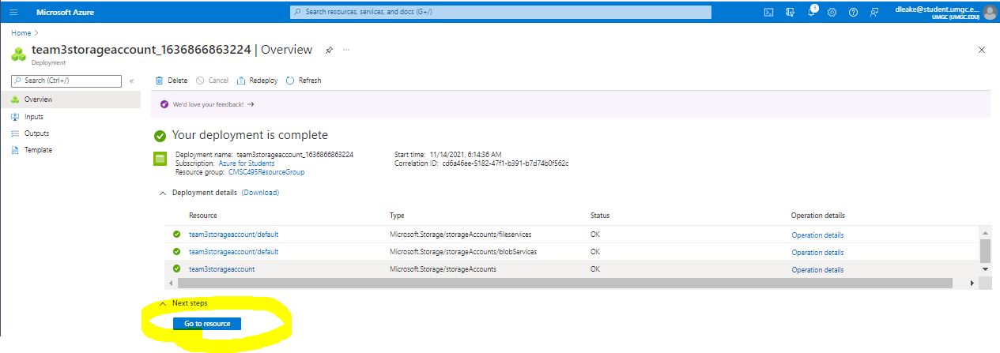 Microsoft Azure
Search resources, services, and docs (G+/)
3
dleake@student.umgc.e...
UMGC (UMGC.EDU)
Home >
team3storageaccount_1636866863224 | Overview
...
Deployment
Search (Ctrl+/)
«
Delete
Cancel
Redeploy
Refresh
Overview
Inputs
Outputs
Template
We'd love your feedback! →
Your deployment is complete
Deployment name: team3storageaccount_1636866863224
Subscription: Azure for Students
Resource group: CMSC495ResourceGroup
Start time: 11/14/2021, 6:14:36 AM
Correlation ID: cd6a46ee-5182-47f1-b391-b7d74b0f562c
Deployment details (Download)
Resource Type Status Operation details
team3storageaccount/default Microsoft.Storage/storageAccounts/fileservices OK Operation details
team3storageaccount/default Microsoft.Storage/storageAccounts/blobServices OK Operation details
team3storageaccount Microsoft.Storage/storageAccounts OK Operation details
Next steps
Go to resource